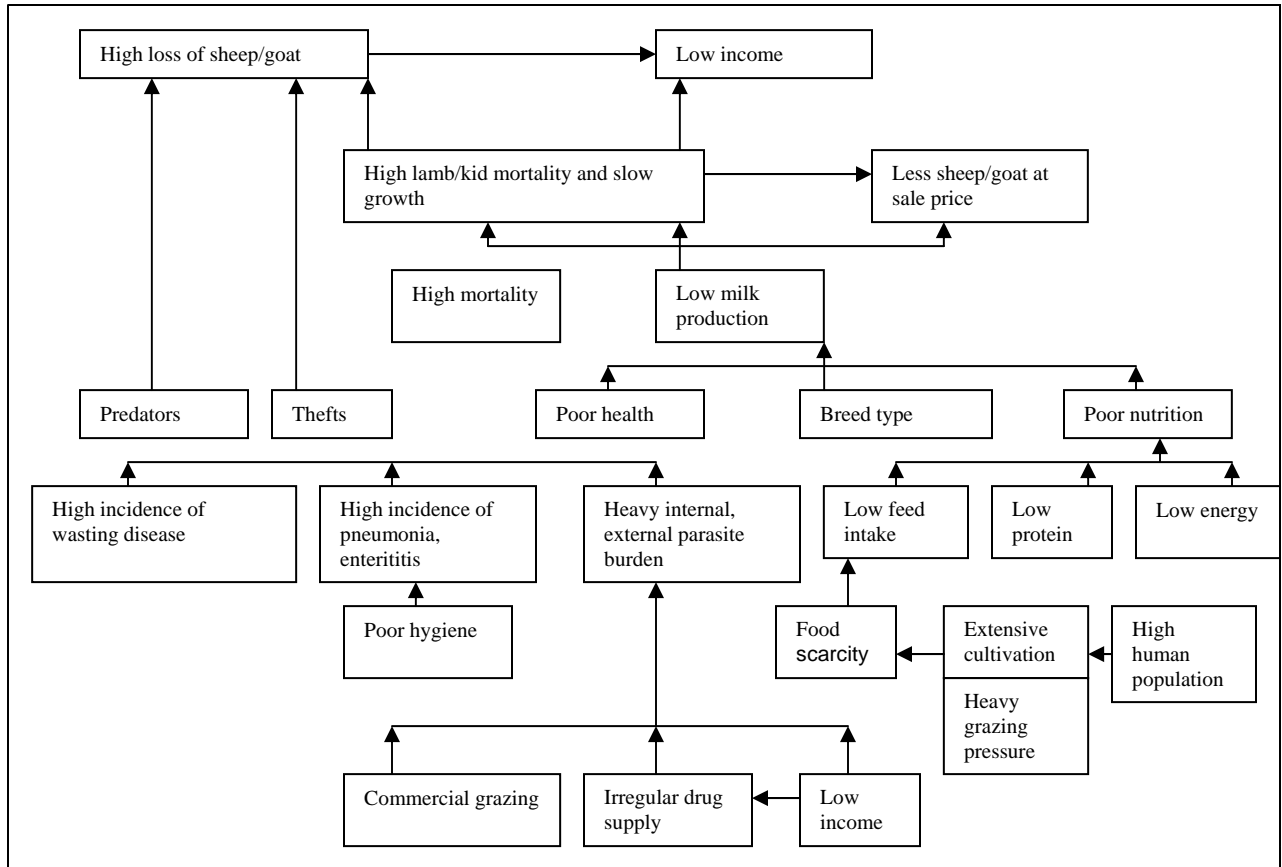 High loss of sheep/goat
Low income
High lamb/kid mortality and slow
growth
Less sheep/goat at
sale price
High mortality
Low milk
production
Predators
Thefts
Poor health
Breed type
Poor nutrition
High incidence of
wasting disease
High incidence of
pneumonia,
enterititis
Heavy internal,
external parasite
burden
Low feed
intake
Low
protein
Low energy
Poor hygiene
Food
scarcity
Extensive
cultivation
High
human
population
Heavy
grazing
pressure
Commercial grazing
Irregular drug
supply
Low
income